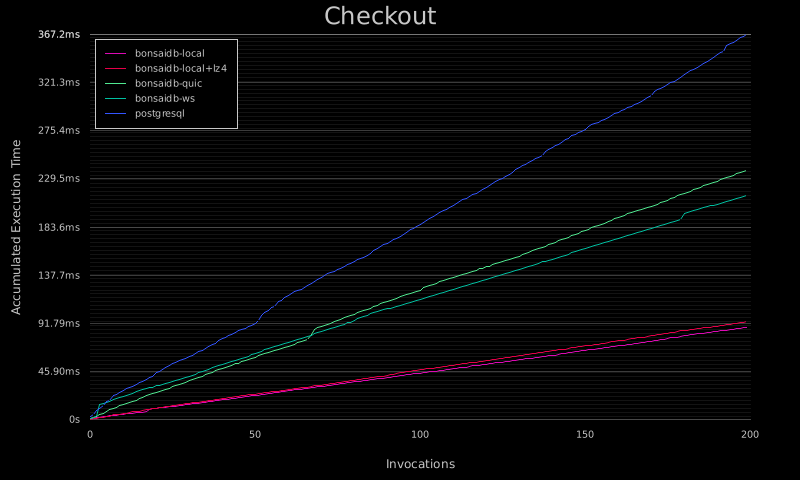 Checkout
367.2ms
321.3ms
275.4ms
229.5ms
183.6ms
137.7ms
91.79ms
45.90ms
0s
Accumulated Execution Time
bonsaidb-local
bonsaidb-local+lz4
bonsaidb-quic
bonsaidb-ws
postgresql
0
50
100
150
200
Invocations